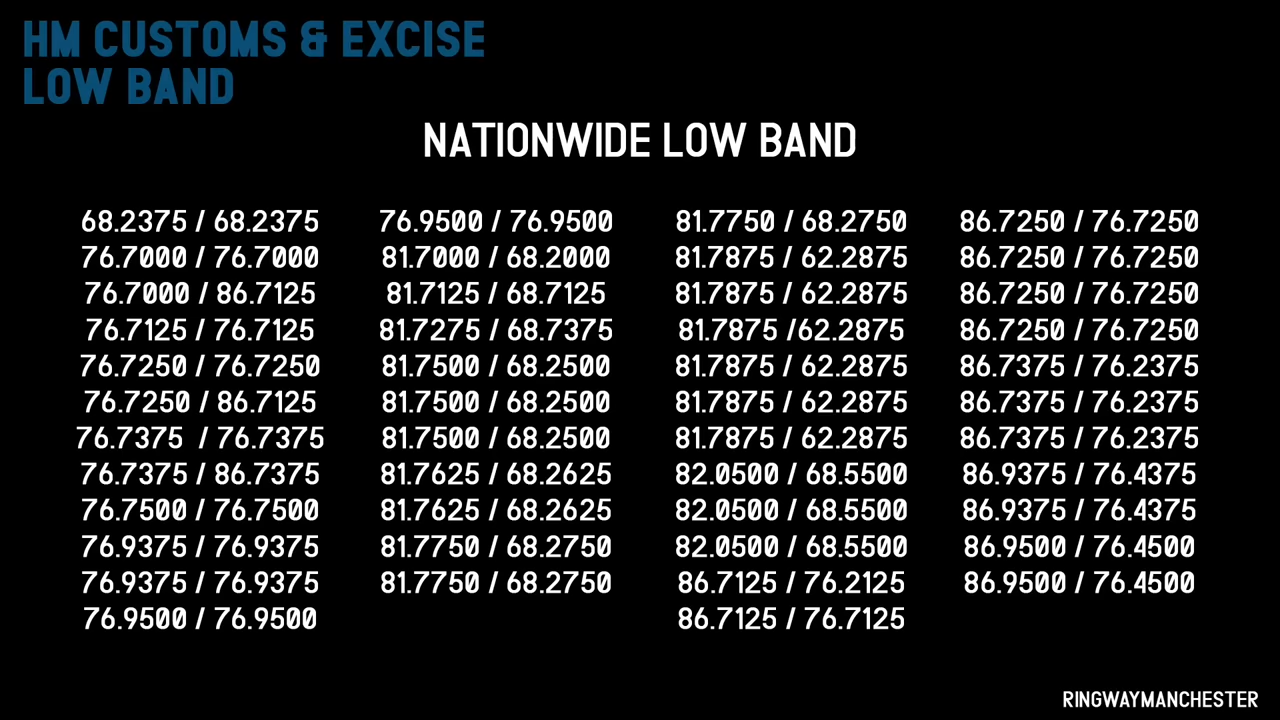 HM CUSTOMS & EXCISE
LOW BAND
NATIONWIDE LOW BAND
68.2375 / 68.2375
76.7000 / 76.7000
76.7000 / 86.7125
76.7125 / 76.7125
76.7250 / 76.7250
76.7250 / 86.7125
76.7375 / 76.7375
76.7375 / 86.7375
76.7500 / 76.7500
76.9375 / 76.9375
76.9375 / 76.9375
76.9500 / 76.9500
76.9500 / 76.9500
81.7000 / 68.2000
81.7125 / 68.7125
81.7275 / 68.7375
81.7500 / 68.2500
81.7500 / 68.2500
81.7500 / 68.2500
81.7625 / 68.2625
81.7625 / 68.2625
81.7750 / 68.2750
81.7750 / 68.2750
81.7750 / 68.2750
81.7875 / 62.2875
81.7875 / 62.2875
81.7875 /62.2875
81.7875 / 62.2875
81.7875 / 62.2875
81.7875 / 62.2875
82.0500 / 68.5500
82.0500 / 68.5500
82.0500 / 68.5500
86.7125 / 76.2125
86.7125 / 76.7125
86.7250 / 76.7250
86.7250 / 76.7250
86.7250 / 76.7250
86.7250 / 76.7250
86.7375 / 76.2375
86.7375 / 76.2375
86.7375 / 76.2375
86.9375 / 76.4375
86.9375 / 76.4375
86.9500 / 76.4500
86.9500 / 76.4500
RINGWAYMANCHESTER